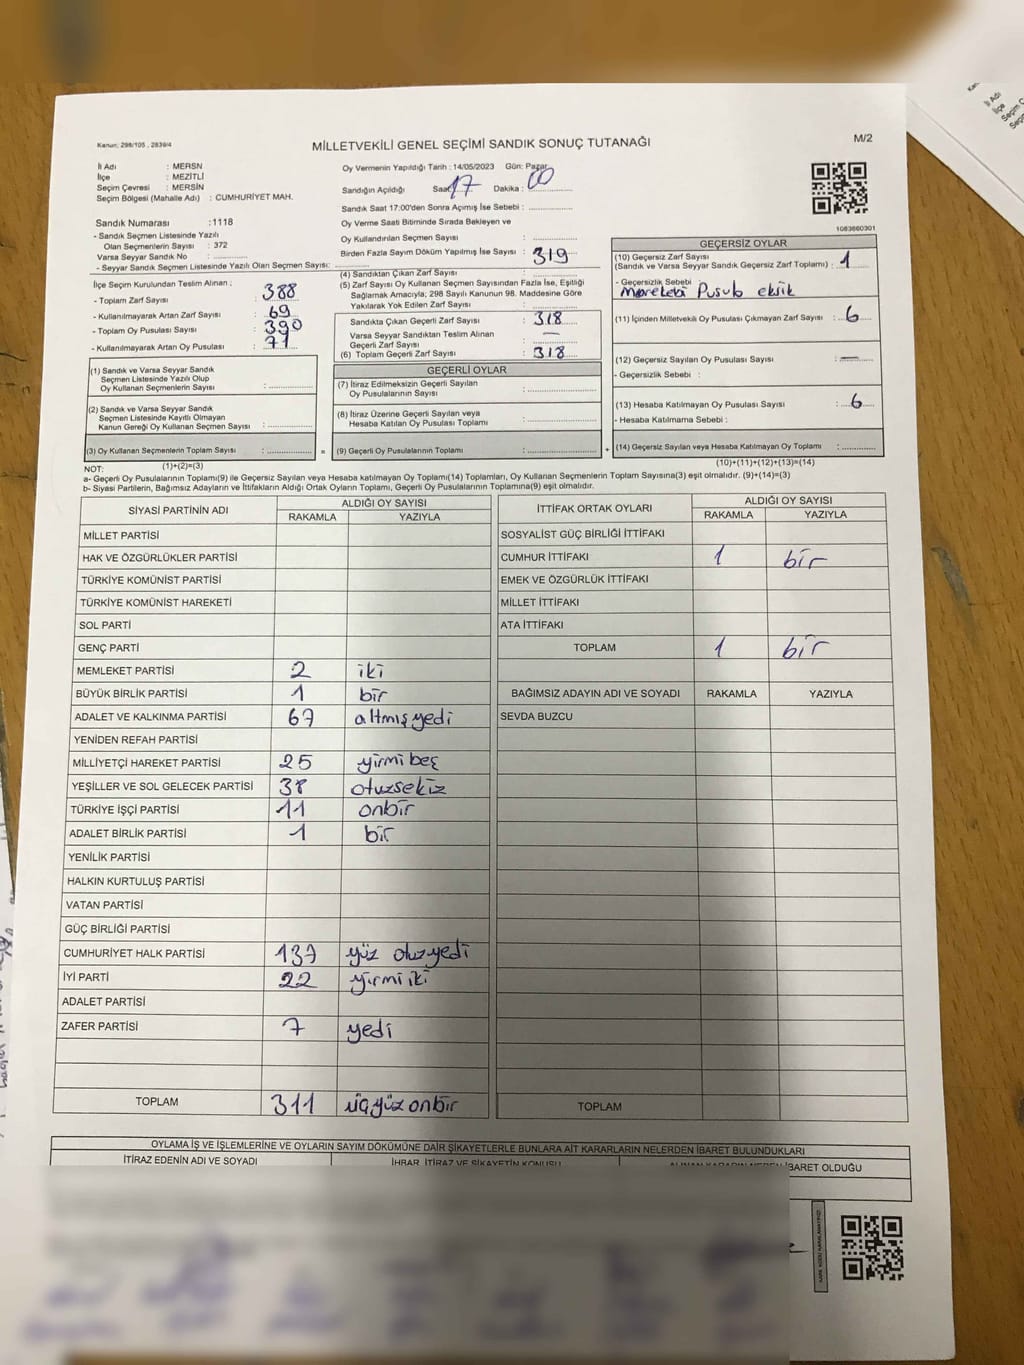 Kanun: 298/105 , 2839/4
MİLLETVEKİLİ GENEL SEÇİMİ SANDIK SONUÇ TUTANAĞI
M/2
İl Adı : MERSN
İlçe : MEZİTLİ
Seçim Çevresi : MERSİN
Seçim Bölgesi (Mahalle Adı) : CUMHURİYET MAH.
Sandık Numarası :1118
- Sandık Seçmen Listesinde Yazılı
Olan Seçmenlerin Sayısı : 372
Varsa Seyyar Sandık No :
- Seyyar Sandık Seçmen Listesinde Yazılı Olan Seçmen Sayısı:
İlçe Seçim Kurulundan Teslim Alınan :
- Toplam Zarf Sayısı : 388
- Kullanılmayarak Artan Zarf Sayısı : 69
- Toplam Oy Pusulası Sayısı : 390
- Kullanılmayarak Artan Oy Pusulası : 71
(1) Sandık ve Varsa Seyyar Sandık
Seçmen Listesinde Yazılı Olup
Oy Kullanan Seçmenlerin Sayısı :
(2) Sandık ve Varsa Seyyar Sandık
Seçmen Listesinde Kayıtlı Olmayan
Kanun Gereği Oy Kullanan Seçmen Sayısı :
(3) Oy Kullanan Seçmenlerin Toplam Sayısı :
(1)+(2)=(3)
Oy Vermenin Yapıldığı Tarih : 14/05/2023 Gün: Pazar
Sandığın Açıldığı Saat 17 Dakika : 00
Sandık Saat 17:00'den Sonra Açımış İse Sebebi :
Oy Verme Saati Bitiminde Sırada Bekleyen ve
Oy Kullandırılan Seçmen Sayısı :
Birden Fazla Sayım Döküm Yapılmış İse Sayısı : 319
(4) Sandıktan Çıkan Zarf Sayısı :
(5) Zarf Sayısı Oy Kullanan Seçmen Sayısından Fazla İse, Eşitliği
Sağlamak Amacıyla; 298 Sayılı Kanunun 98. Maddesine Göre
Yakılarak Yok Edilen Zarf Sayısı :
Sandıkta Çıkan Geçerli Zarf Sayısı : 318
Varsa Seyyar Sandıktan Teslim Alınan
Geçerli Zarf Sayısı : —
(6) Toplam Geçerli Zarf Sayısı : 318
GEÇERLİ OYLAR
(7) İtiraz Edilmeksizin Geçerli Sayılan
Oy Pusulalarının Sayısı :
(8) İtiraz Üzerine Geçerli Sayılan veya
Hesaba Katılan Oy Pusulası Toplamı :
= (9) Geçerli Oy Pusulalarının Toplamı :
1083660301
GEÇERSİZ OYLAR
(10) Geçersiz Zarf Sayısı
(Sandık ve Varsa Seyyar Sandık Geçersiz Zarf Toplamı) : 1
- Geçersizlik Sebebi :
Pusula eksik
(11) İçinden Milletvekili Oy Pusulası Çıkmayan Zarf Sayısı : 6
(12) Geçersiz Sayılan Oy Pusulası Sayısı : —
- Geçersizlik Sebebi :
(13) Hesaba Katılmayan Oy Pusulası Sayısı : 6
- Hesaba Katılmama Sebebi :
+ (14) Geçersiz Sayılan veya Hesaba Katılmayan Oy Toplamı :
(10)+(11)+(12)+(13)=(14)
NOT:
a- Geçerli Oy Pusulalarının Toplamı(9) ile Geçersiz Sayılan veya Hesaba katılmayan Oy Toplam(14) Toplamları, Oy Kullanan Seçmenlerin Toplam Sayısına(3) eşit olmalıdır. (9)+(14)=(3)
b- Siyasi Partilerin, Bağımsız Adayların ve İttifakların Aldığı Ortak Oyların Toplamı, Geçerli Oy Pusulalarının Toplamına(9) eşit olmalıdır.
SİYASİ PARTİNİN ADI ALDIĞI OY SAYISI
RAKAMLA YAZIYLA
MİLLET PARTİSİ
HAK VE ÖZGÜRLÜKLER PARTİSİ
TÜRKİYE KOMÜNİST PARTİSİ
TÜRKİYE KOMÜNİST HAREKETİ
SOL PARTİ
GENÇ PARTİ
MEMLEKET PARTİSİ 2 iki
BÜYÜK BİRLİK PARTİSİ 1 bir
ADALET VE KALKINMA PARTİSİ 67 altmışyedi
YENİDEN REFAH PARTİSİ
MİLLİYETÇİ HAREKET PARTİSİ 25 yirmi beş
YEŞİLLER VE SOL GELECEK PARTİSİ 38 otuzsekiz
TÜRKİYE İŞÇİ PARTİSİ 11 onbir
ADALET BİRLİK PARTİSİ 1 bir
YENİLİK PARTİSİ
HALKIN KURTULUŞ PARTİSİ
VATAN PARTİSİ
GÜÇ BİRLİĞİ PARTİSİ
CUMHURİYET HALK PARTİSİ 137 yüz otuzyedi
İYİ PARTİ 22 yirmi iki
ADALET PARTİSİ
ZAFER PARTİSİ 7 yedi
TOPLAM 311 üçyüz onbir
İTTİFAK ORTAK OYLARI ALDIĞI OY SAYISI
RAKAMLA YAZIYLA
SOSYALİST GÜÇ BİRLİĞİ İTTİFAKI
CUMHUR İTTİFAKI 1 bir
EMEK VE ÖZGÜRLÜK İTTİFAKI
MİLLET İTTİFAKI
ATA İTTİFAKI
TOPLAM 1 bir
BAĞIMSIZ ADAYIN ADI VE SOYADI RAKAMLA YAZIYLA
SEVDA BUZCU
TOPLAM
OYLAMA İŞ VE İŞLEMLERİNE VE OYLARIN SAYIM DÖKÜMÜNE DAİR ŞİKAYETLERLE BUNLARA AİT KARARLARIN NELERDEN İBARET BULUNDUKLARI
İTİRAZ EDENİN ADI VE SOYADI İHBAR, İTİRAZ VE ŞİKAYETİN KONUSU ALINAN KARARIN NEDEN İBARET OLDUĞU